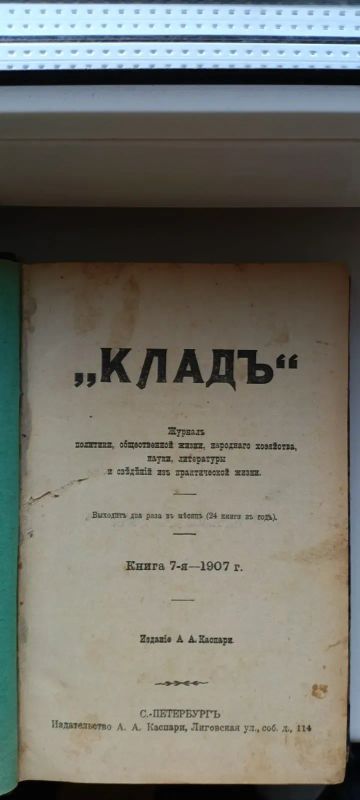 „КЛАДЪ“
Журналъ
политики, общественной жизни, народнаго хозяйства,
науки, литературы
и свѣдѣній изъ практической жизни.
Выходитъ два раза въ мѣсяцъ (24 книги въ годъ).
Книга 7-я—1907 г.
Изданіе А. А. Каспари.
С.-ПЕТЕРБУРГЪ
Издательство А. А. Каспари, Лиговская ул., соб. д., 114